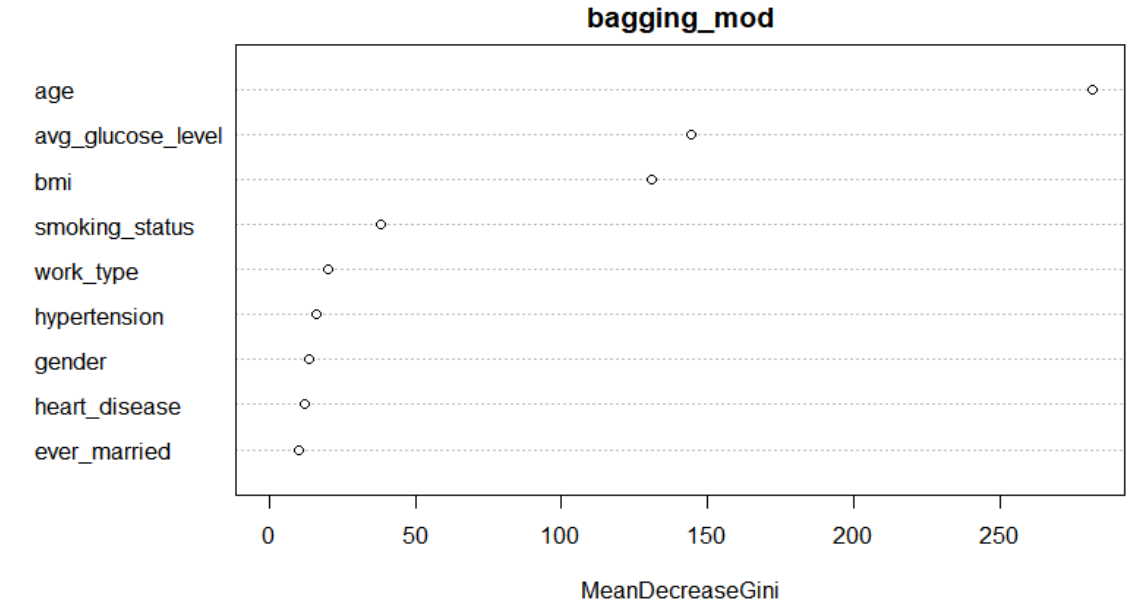 bagging_mod
age
avg_glucose_level
bmi
smoking_status
work_type
hypertension
gender
heart_disease
ever_married
0 50 100 150 200 250
MeanDecreaseGini